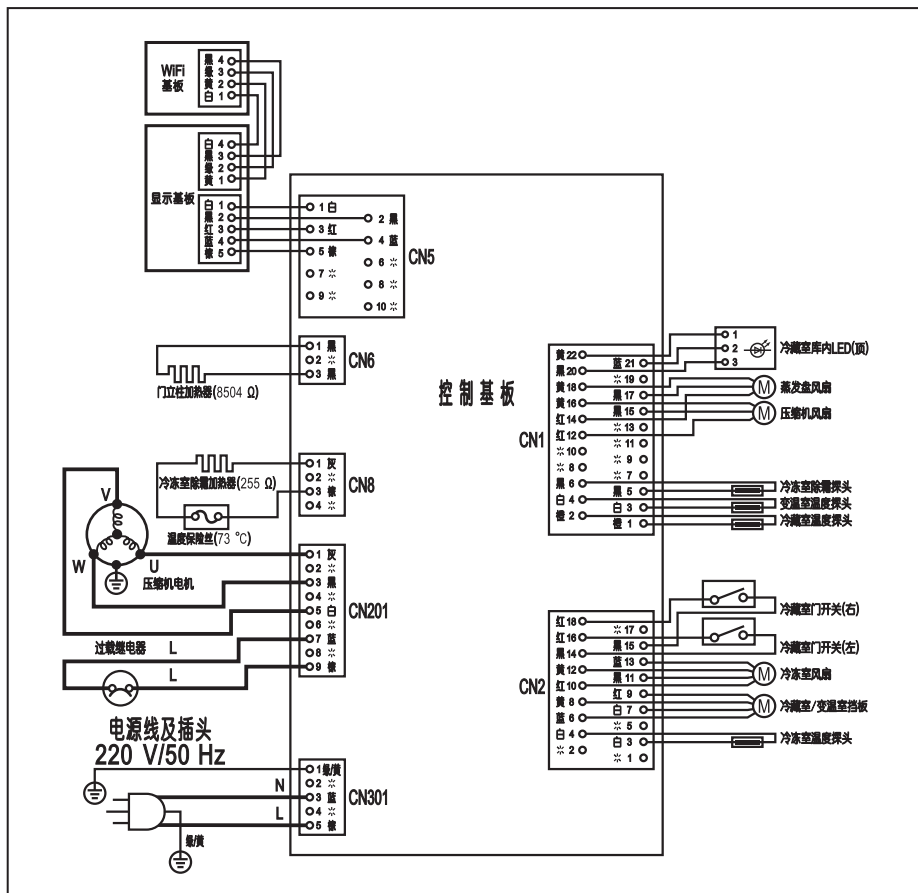 WiFi
基板
黑 4
绿 3
黄 2
白 1
显示基板
白 4
黑 3
绿 2
黄 1
白 1
黑 2
红 3
蓝 4
棕 5
1 白
2 黑
3 红
4 蓝
5 棕
6 ※
7 ※
8 ※
9 ※
10 ※
CN5
1 黑
2 ※
3 黑
CN6
门立柱加热器(8504 Ω)
控制基板
1 灰
2 ※
3 棕
4 ※
CN8
冷冻室除霜加热器(255 Ω)
温度保险丝(73 ℃)
V
W
U
压缩机电机
1 灰
2 ※
3 黑
4 ※
5 白
6 ※
7 蓝
8 ※
9 棕
CN201
过载继电器
L
L
电源线及插头
220 V/50 Hz
N
L
绿/黄
1 绿/黄
2 ※
3 蓝
4 ※
5 棕
CN301
CN1
黄 22
蓝 21
黑 20
※ 19
黄 18
黑 17
黄 16
黑 15
红 14
※ 13
红 12
※ 11
※ 10
※ 9
※ 8
※ 7
黑 6
黑 5
白 4
白 3
橙 2
橙 1
1
2
3
冷藏室库内LED(顶)
M
蒸发盘风扇
M
压缩机风扇
冷冻室除霜探头
变温室温度探头
冷藏室温度探头
CN2
红 18
※ 17
红 16
黑 15
黑 14
蓝 13
黄 12
黑 11
红 10
红 9
黄 8
白 7
蓝 6
※ 5
白 4
白 3
※ 2
※ 1
冷藏室门开关(右)
冷藏室门开关(左)
M
冷冻室风扇
M
冷藏室/变温室挡板
冷冻室温度探头